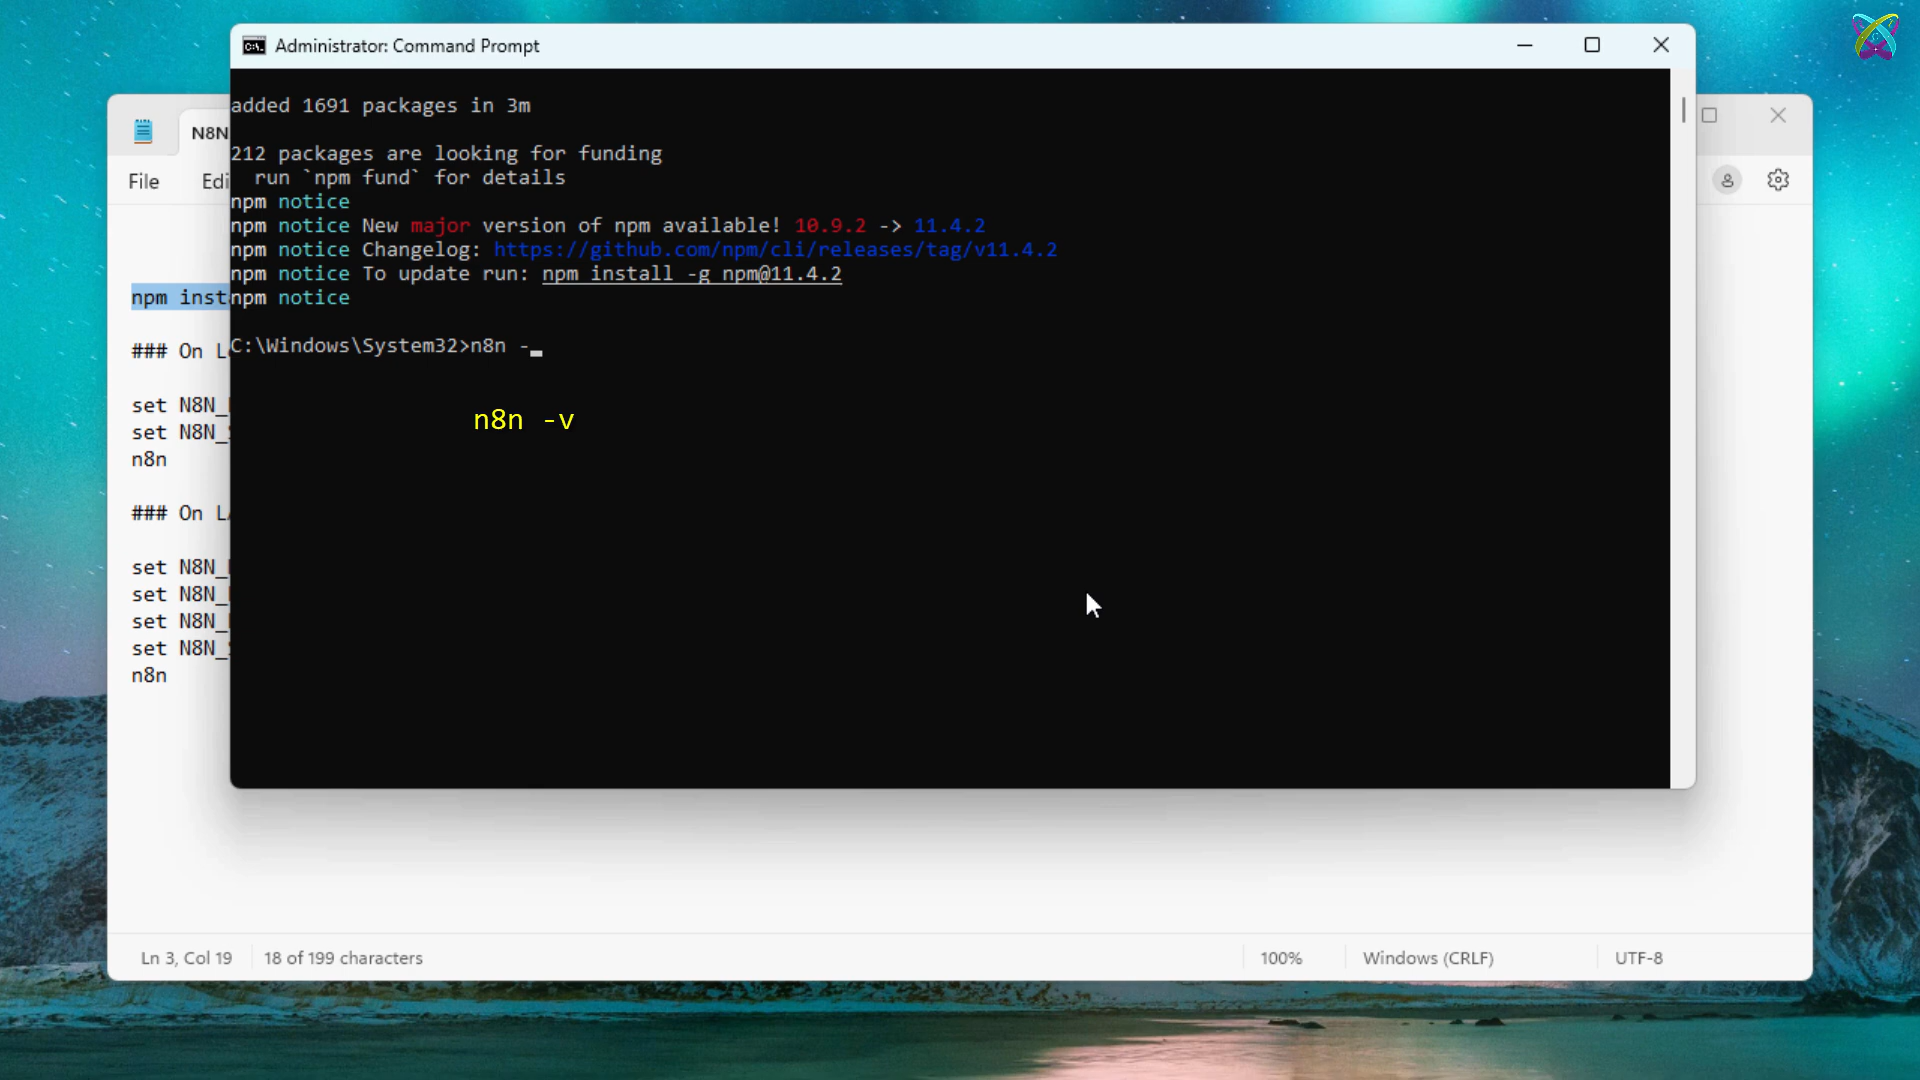 Administrator: Command Prompt
added 1691 packages in 3m
212 packages are looking for funding
run `npm fund` for details
npm notice
npm notice New major version of npm available! 10.9.2 -> 11.4.2
npm notice Changelog: https://github.com/npm/cli/releases/tag/v11.4.2
npm notice To update run: npm install -g npm@11.4.2
npm notice
C:\Windows\System32>n8n -
n8n -v
N8N
File
npm
### On
set N8N_
set N8N_
n8n
### On
set N8N_
set N8N_
set N8N_
set N8N_
n8n
Ln 3, Col 19
18 of 199 characters
100%
Windows (CRLF)
UTF-8